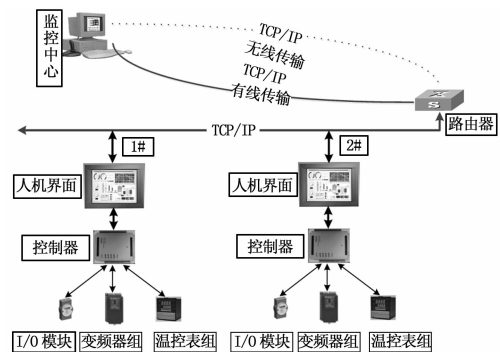 监控中心
TCP/IP
无线传输
TCP/IP
有线传输
S
路由器
TCP/IP
1#
2#
人机界面
人机界面
控制器
控制器
I/O模块
变频器组
温控表组
I/O模块
变频器组
温控表组